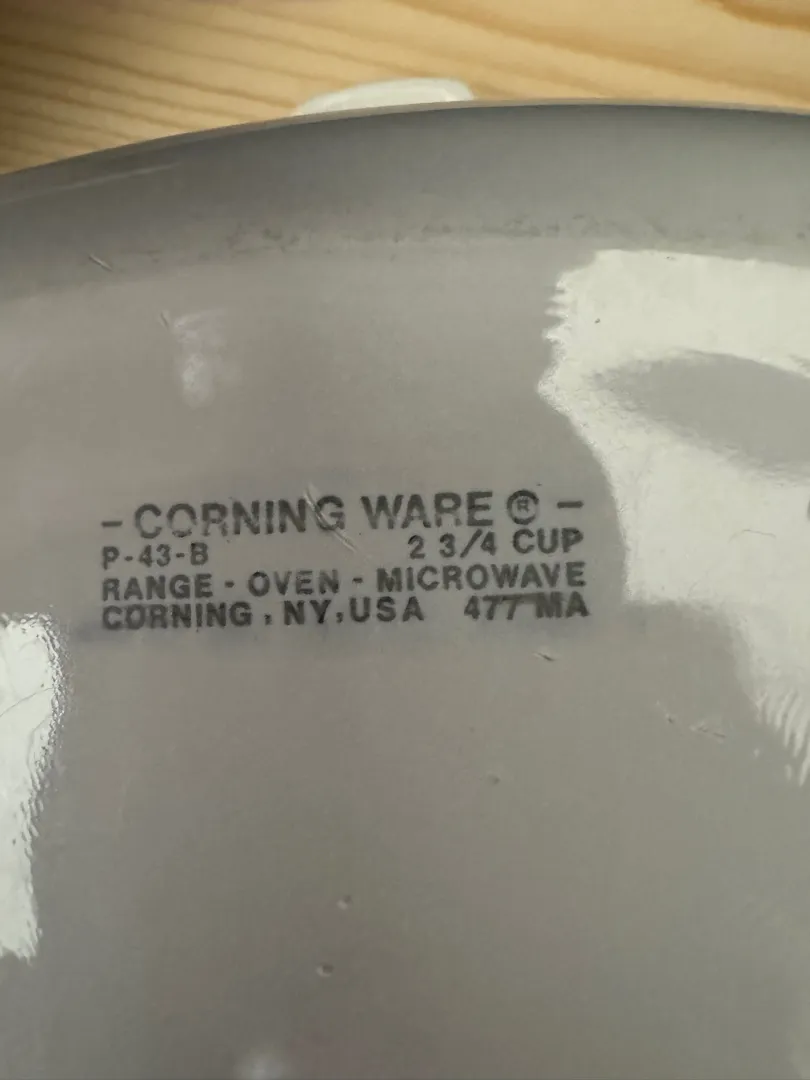 - CORNING WARE ® -
P-43-B 2 3/4 CUP
RANGE - OVEN - MICROWAVE
CORNING, NY, USA 477 MA